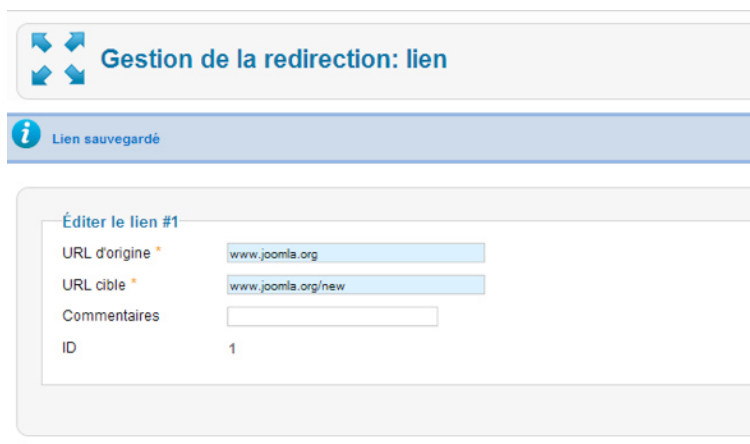 Gestion de la redirection: lien
i
Lien sauvegardé
Éditer le lien #1
URL d'origine *
www.joomla.org
URL cible *
www.joomla.org/new
Commentaires
ID
1